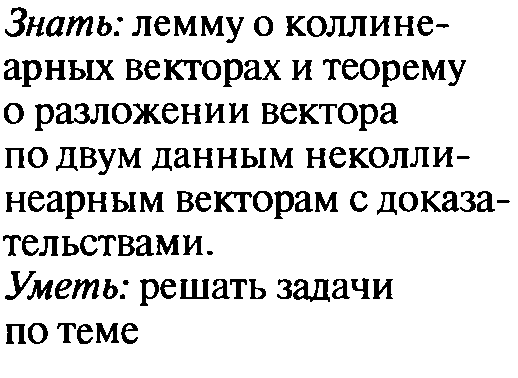 Знать: лемму о коллине-
арных векторах и теорему
о разложении вектора
по двум данным неколли-
неарным векторам с доказа-
тельствами.
Уметь: решать задачи
по теме